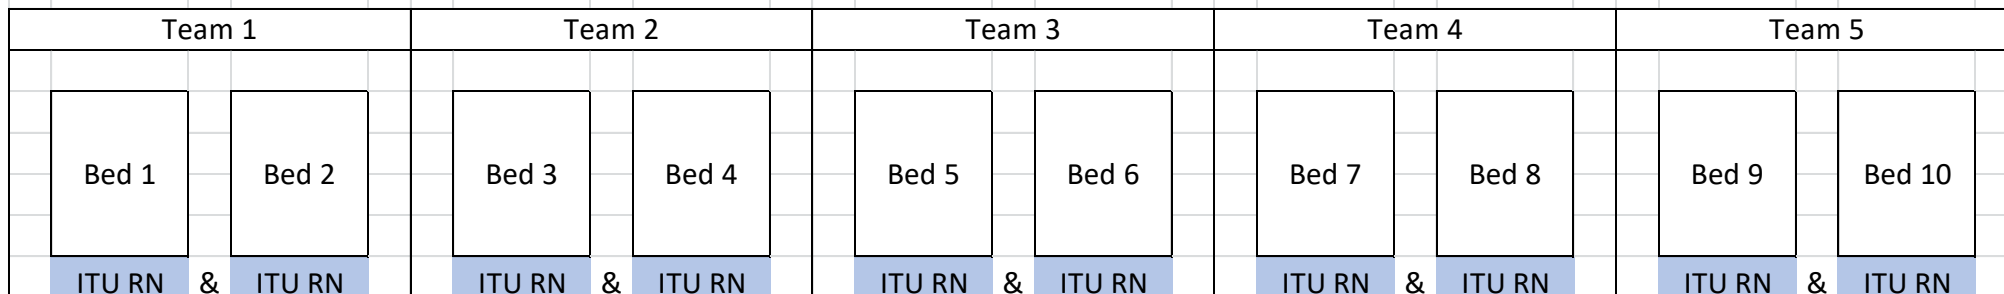 Team 1 Team 2 Team 3 Team 4 Team 5
Bed 1 Bed 2 Bed 3 Bed 4 Bed 5 Bed 6 Bed 7 Bed 8 Bed 9 Bed 10
ITU RN & ITU RN ITU RN & ITU RN ITU RN & ITU RN ITU RN & ITU RN ITU RN & ITU RN